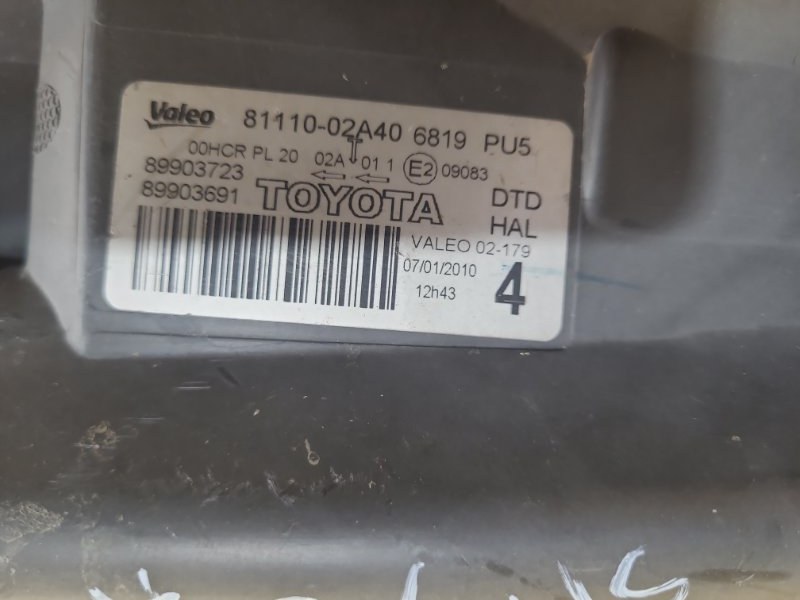 Valeo 81110-02A40 6819 PU5
00HCR PL 20 02A 01 1 E2 09083
89903723 DTD
89903691 TOYOTA HAL
VALEO 02-179
07/01/2010 4
12h43